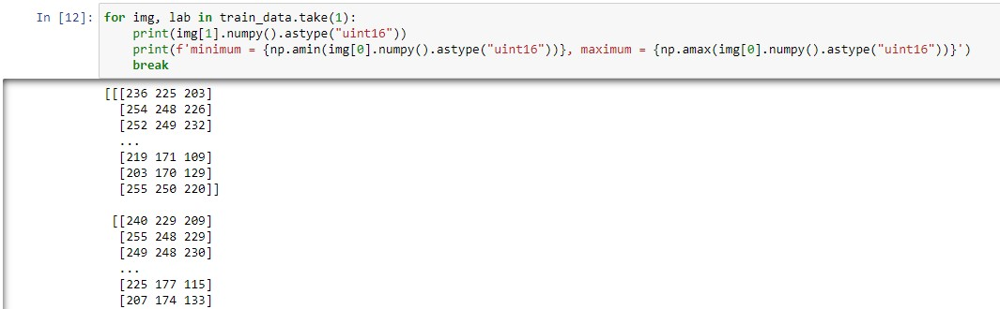 In [12]: for img, lab in train_data.take(1):
    print(img[1].numpy().astype("uint16"))
    print(f'minimum = {np.amin(img[0].numpy().astype("uint16"))}, maximum = {np.amax(img[0].numpy().astype("uint16"))}')
    break
[[[236 225 203]
  [254 248 226]
  [252 249 232]
  ...
  [219 171 109]
  [203 170 129]
  [255 250 220]]
 [[240 229 209]
  [255 248 229]
  [249 248 230]
  ...
  [225 177 115]
  [207 174 133]